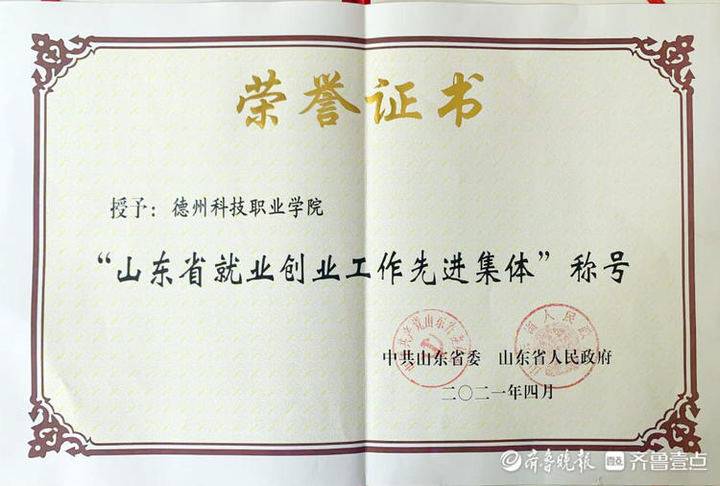 荣誉证书
授予：德州科技职业学院
“山东省就业创业工作先进集体”称号
中共山东省委 山东省人民政府
二〇二一年四月
齐鲁晚报 齐鲁壹点